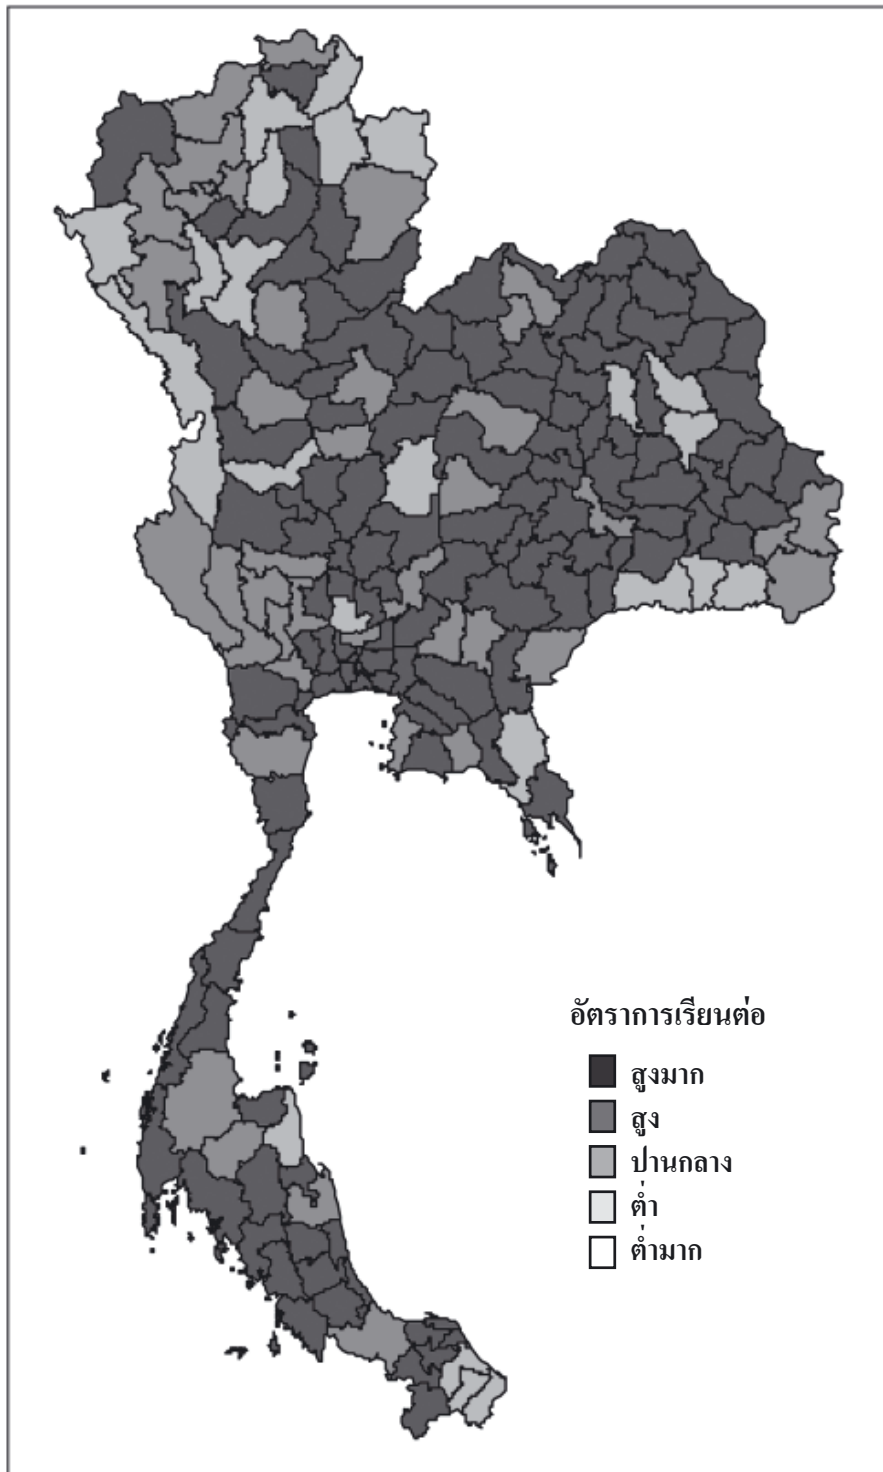 อัตราการเรียนต่อ
สูงมาก
สูง
ปานกลาง
ต่ำ
ต่ำมาก